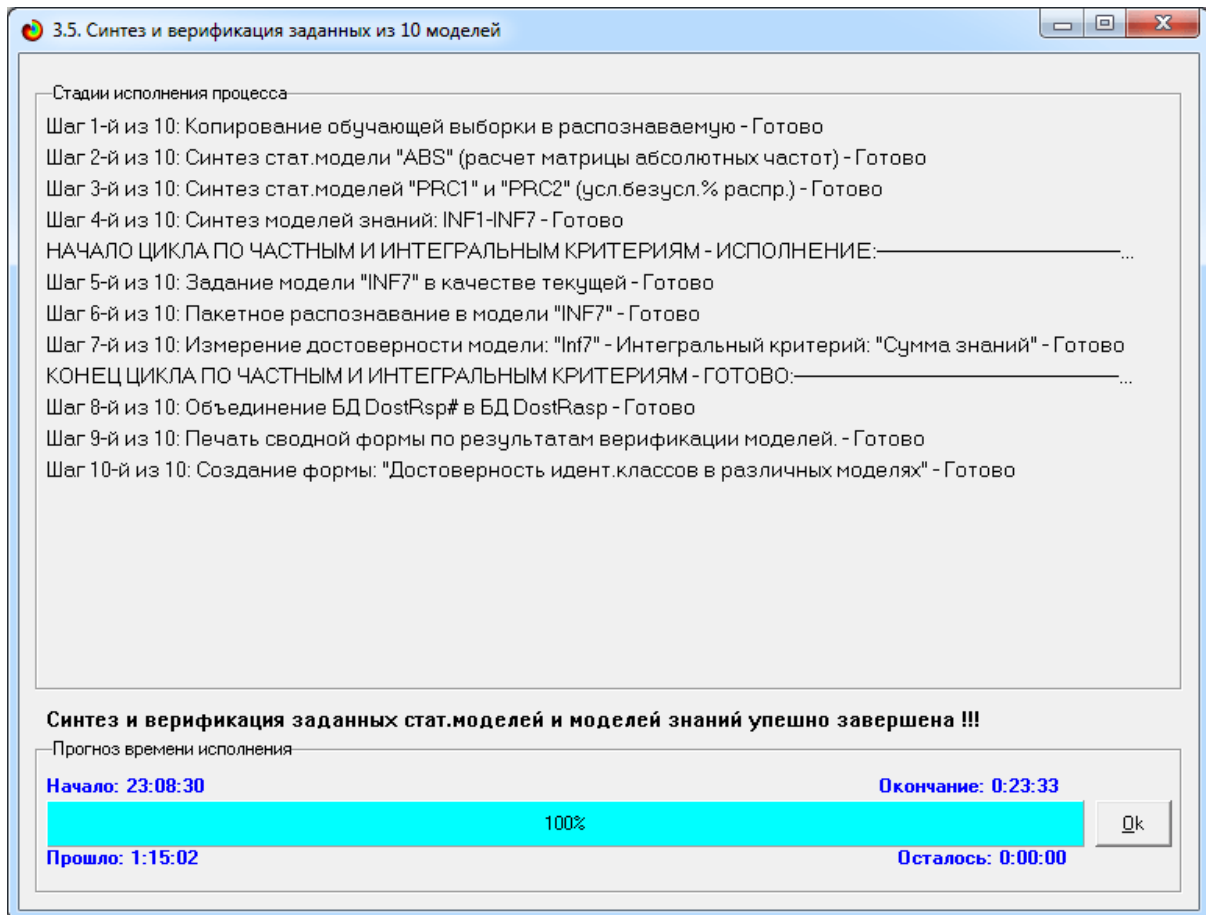 3.5. Синтез и верификация заданных из 10 моделей
Стадии исполнения процесса
Шаг 1-й из 10: Копирование обучающей выборки в распознаваемую - Готово
Шаг 2-й из 10: Синтез стат.модели "ABS" (расчет матрицы абсолютных частот) - Готово
Шаг 3-й из 10: Синтез стат.моделей "PRC1" и "PRC2" (усл.безусл.% распр.) - Готово
Шаг 4-й из 10: Синтез моделей знаний: INF1-INF7 - Готово
НАЧАЛО ЦИКЛА ПО ЧАСТНЫМ И ИНТЕГРАЛЬНЫМ КРИТЕРИЯМ - ИСПОЛНЕНИЕ:――――――――――...
Шаг 5-й из 10: Задание модели "INF7" в качестве текущей - Готово
Шаг 6-й из 10: Пакетное распознавание в модели "INF7" - Готово
Шаг 7-й из 10: Измерение достоверности модели: "Inf7" - Интегральный критерий: "Сумма знаний" - Готово
КОНЕЦ ЦИКЛА ПО ЧАСТНЫМ И ИНТЕГРАЛЬНЫМ КРИТЕРИЯМ - ГОТОВО:――――――――――――――...
Шаг 8-й из 10: Объединение БД DostRsp# в БД DostRasp - Готово
Шаг 9-й из 10: Печать сводной формы по результатам верификации моделей. - Готово
Шаг 10-й из 10: Создание формы: "Достоверность идент.классов в различных моделях" - Готово
Синтез и верификация заданных стат.моделей и моделей знаний упешно завершена !!!
Прогноз времени исполнения
Начало: 23:08:30 Окончание: 0:23:33
100% Ok
Прошло: 1:15:02 Осталось: 0:00:00